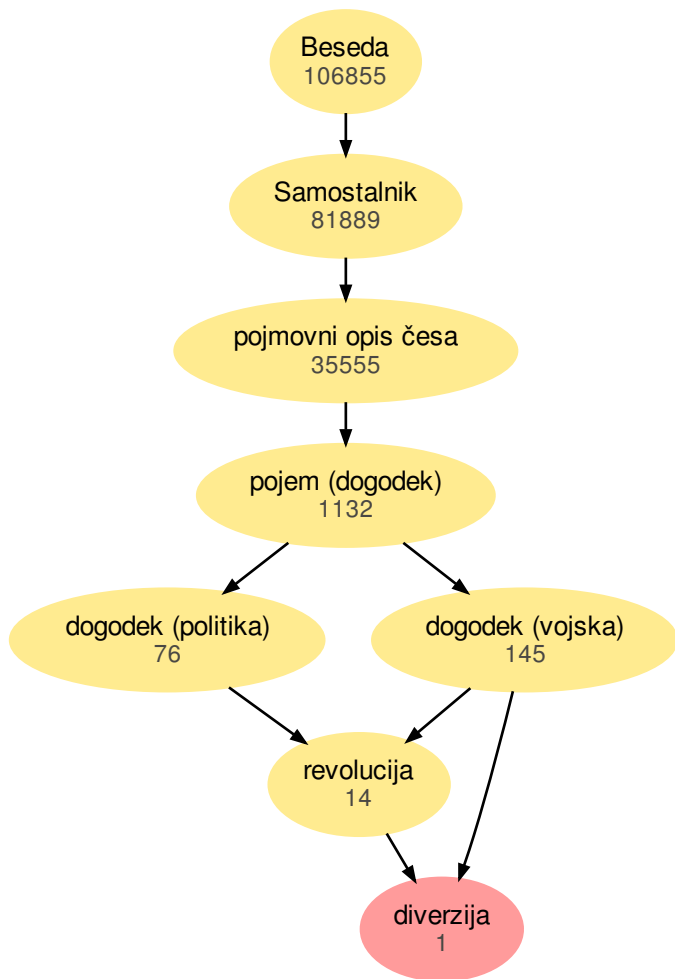 Beseda
106855
Samostalnik
81889
pojmovni opis česa
35555
pojem (dogodek)
1132
dogodek (politika)
76
dogodek (vojska)
145
revolucija
14
diverzija
1